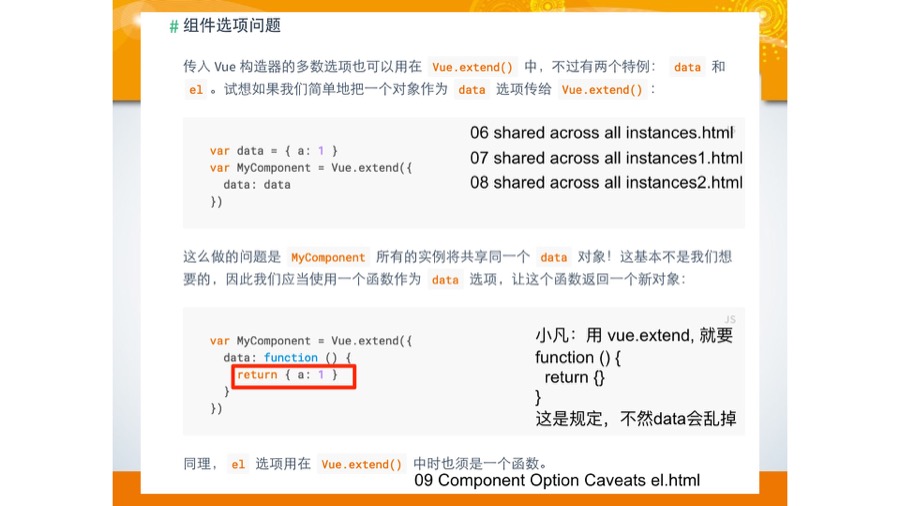 # 组件选项问题
传入 Vue 构造器的多数选项也可以用在 Vue.extend() 中，不过有两个特例： data 和
el 。试想如果我们简单地把一个对象作为 data 选项传给 Vue.extend() ：
06 shared across all instances.html
var data = { a: 1 }
07 shared across all instances1.html
var MyComponent = Vue.extend({
08 shared across all instances2.html
data: data
})
这么做的问题是 MyComponent 所有的实例将共享同一个 data 对象！这基本不是我们想
要的，因此我们应当使用一个函数作为 data 选项，让这个函数返回一个新对象：
JS
小凡：用 vue.extend, 就要
var MyComponent = Vue.extend({
function () {
data: function () {
return {}
return { a: 1 }
}
}
})
这是规定，不然data会乱掉
同理， el 选项用在 Vue.extend() 中时也须是一个函数。
09 Component Option Caveats el.html